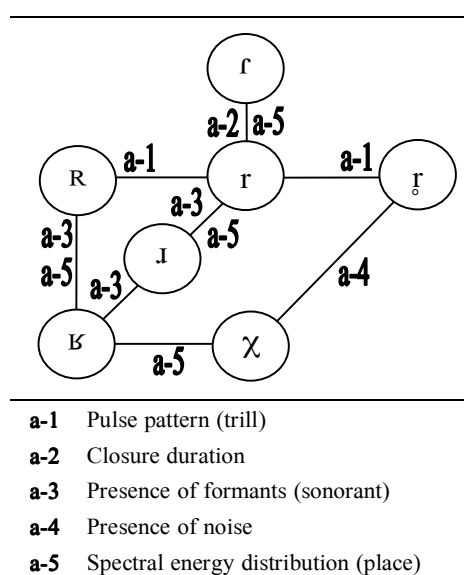 ɾ
a-2 a-5
ʀ a-1 r a-1 r̥
a-3
a-3 a-5
a-5 ɹ
a-3 a-4
ʁ a-5 χ
a-1 Pulse pattern (trill)
a-2 Closure duration
a-3 Presence of formants (sonorant)
a-4 Presence of noise
a-5 Spectral energy distribution (place)